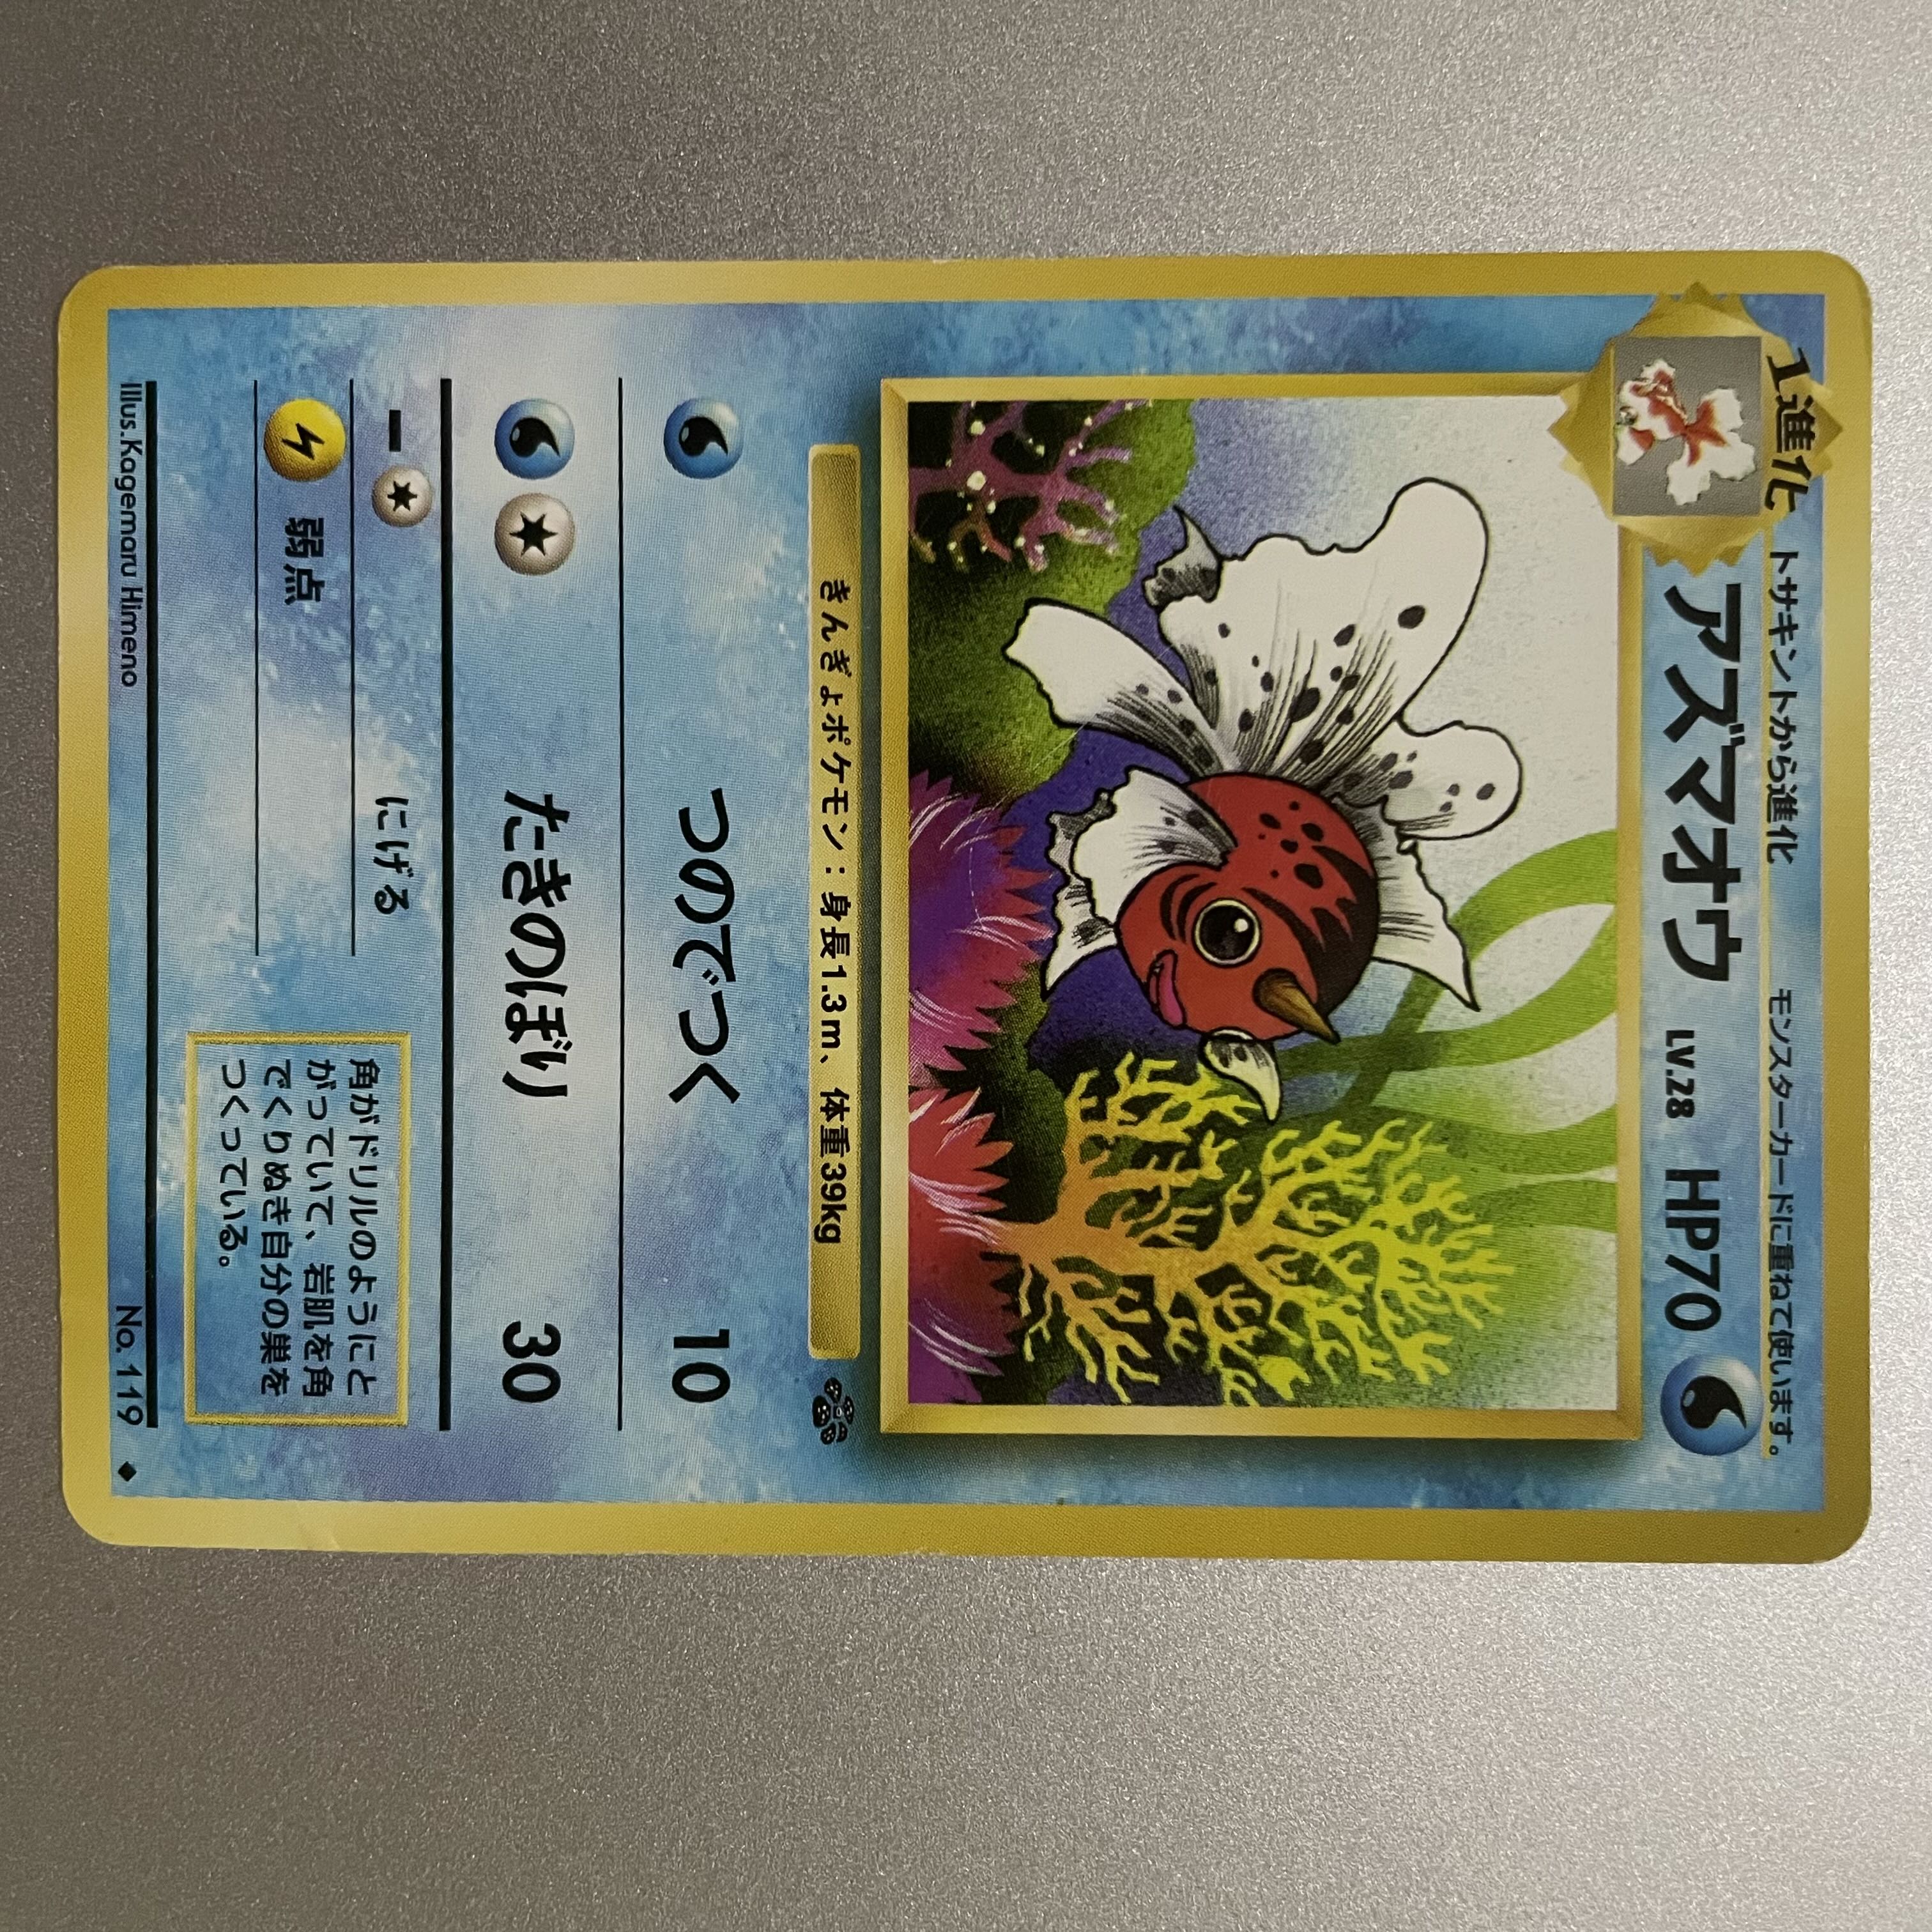 1進化
トサキントから進化
モンスターカードに重ねて使います。
アズマオウ LV.28 HP70
きんぎょポケモン：身長1.3m、体重39kg
つのでつく 10
たきのぼり 30
にげる
弱点
角がドリルのようにと
がっていて、岩肌を角
でくりぬき自分の巣を
つくっている。
Illus.Kagemaru Himeno No. 119